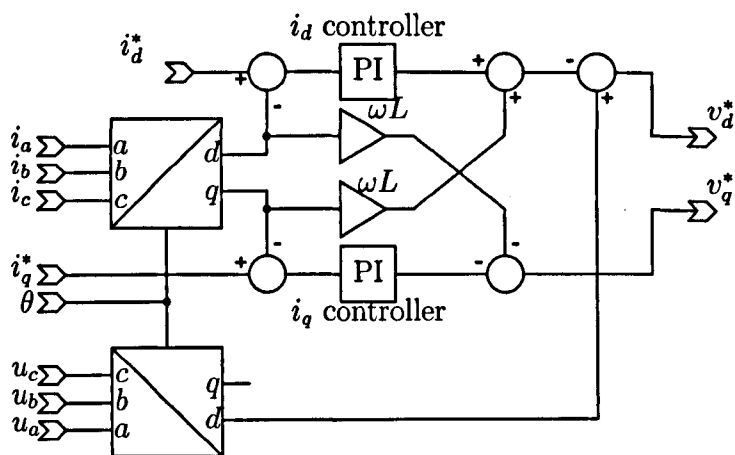 i_d^* i_d controller
+ PI + - 
- + +
ωL
v_d^*
i_a a
i_b b d
i_c c q
ωL
v_q^*
- -
i_q^* + PI -
θ i_q controller
u_c c q
u_b b
u_a a d